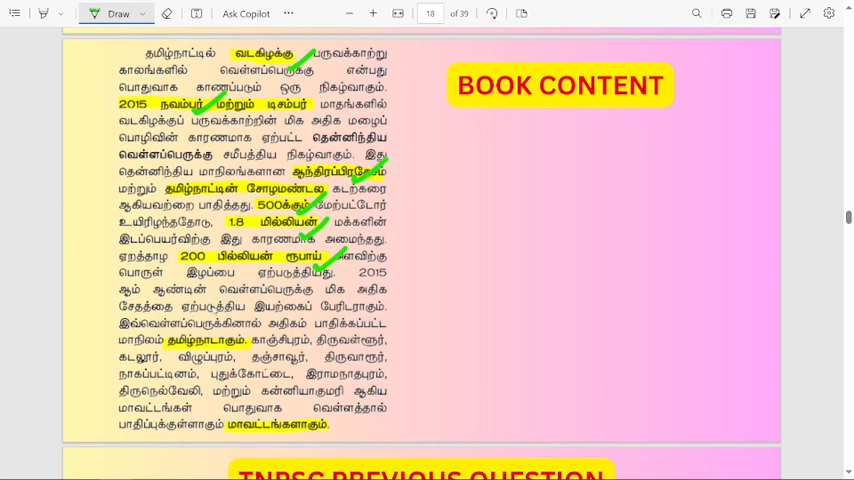 Draw
Ask Copilot
18
of 39
தமிழ்நாட்டில் வடகிழக்கு பருவக்காற்று
காலங்களில் வெள்ளப்பெருக்கு என்பது
பொதுவாக காணப்படும் ஒரு நிகழ்வாகும்.
2015 நவம்பர் மற்றும் டிசம்பர் மாதங்களில்
வடகிழக்குப் பருவக்காற்றின் மிக அதிக மழைப்
பொழிவின் காரணமாக ஏற்பட்ட தென்னிந்திய
வெள்ளப்பெருக்கு சமீபத்திய நிகழ்வாகும். இது
தென்னிந்திய மாநிலங்களான ஆந்திரப்பிரதேசம்
மற்றும் தமிழ்நாட்டின் சோழமண்டல கடற்கரை
ஆகியவற்றை பாதித்தது. 500க்கும் மேற்பட்டோர்
உயிரிழந்ததோடு, 1.8 மில்லியன் மக்களின்
இடப்பெயர்விற்கு இது காரணமாக அமைந்தது.
ஏறத்தாழ 200 பில்லியன் ரூபாய் அளவிற்கு
பொருள் இழப்பை ஏற்படுத்தியது. 2015
ஆம் ஆண்டின் வெள்ளப்பெருக்கு மிக அதிக
சேதத்தை ஏற்படுத்திய இயற்கைப் பேரிடராகும்.
இவ்வெள்ளப்பெருக்கினால் அதிகம் பாதிக்கப்பட்ட
மாநிலம் தமிழ்நாடாகும். காஞ்சிபுரம், திருவள்ளூர்,
கடலூர், விழுப்புரம், தஞ்சாவூர், திருவாரூர்,
நாகப்பட்டினம், புதுக்கோட்டை, இராமநாதபுரம்,
திருநெல்வேலி, மற்றும் கன்னியாகுமரி ஆகிய
மாவட்டங்கள் பொதுவாக வெள்ளத்தால்
பாதிப்புக்குள்ளாகும் மாவட்டங்களாகும்.
BOOK CONTENT
TNPSC PREVIOUS QUESTION